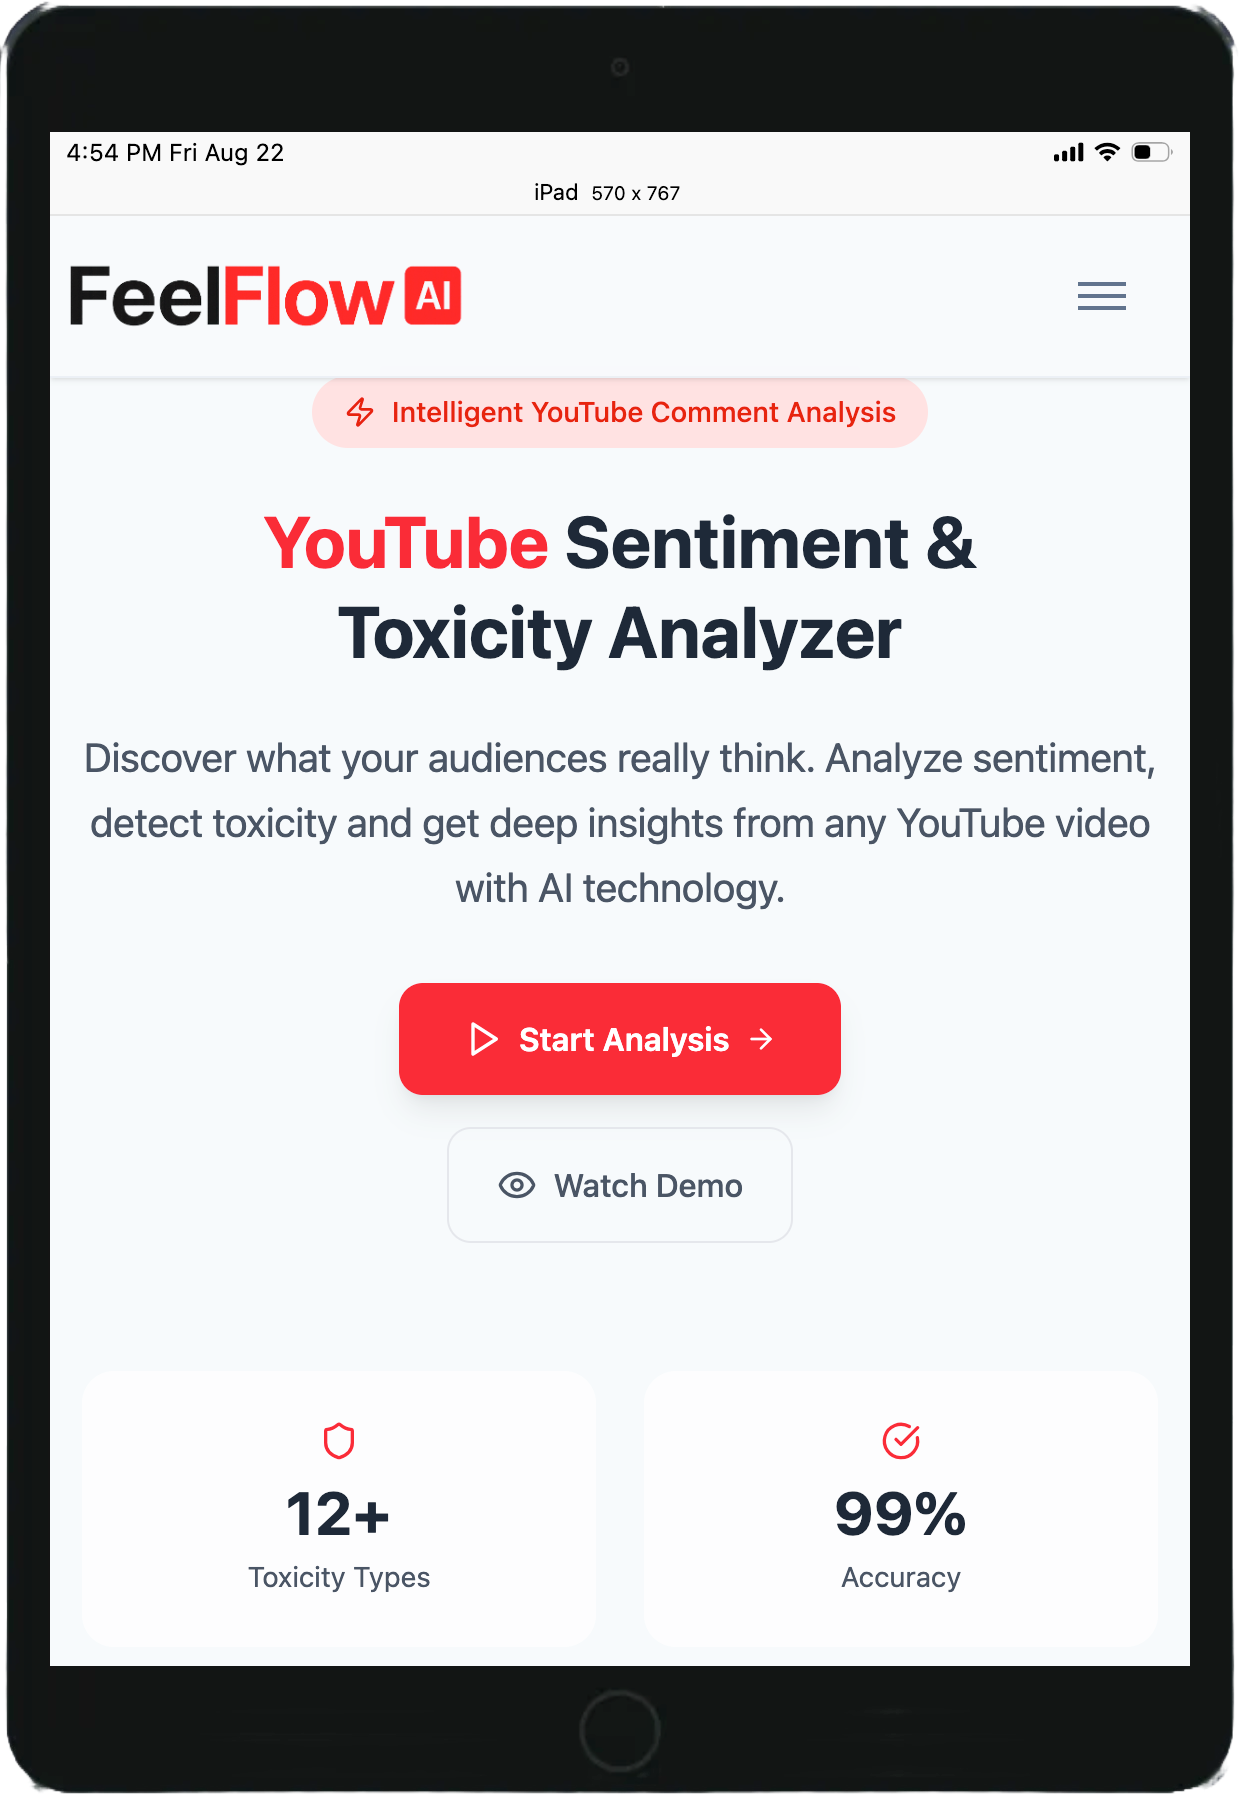 4:54 PM Fri Aug 22
iPad 570 x 767
FeelFlow AI
Intelligent YouTube Comment Analysis
YouTube Sentiment &
Toxicity Analyzer
Discover what your audiences really think. Analyze sentiment,
detect toxicity and get deep insights from any YouTube video
with AI technology.
Start Analysis
Watch Demo
12+
Toxicity Types
99%
Accuracy